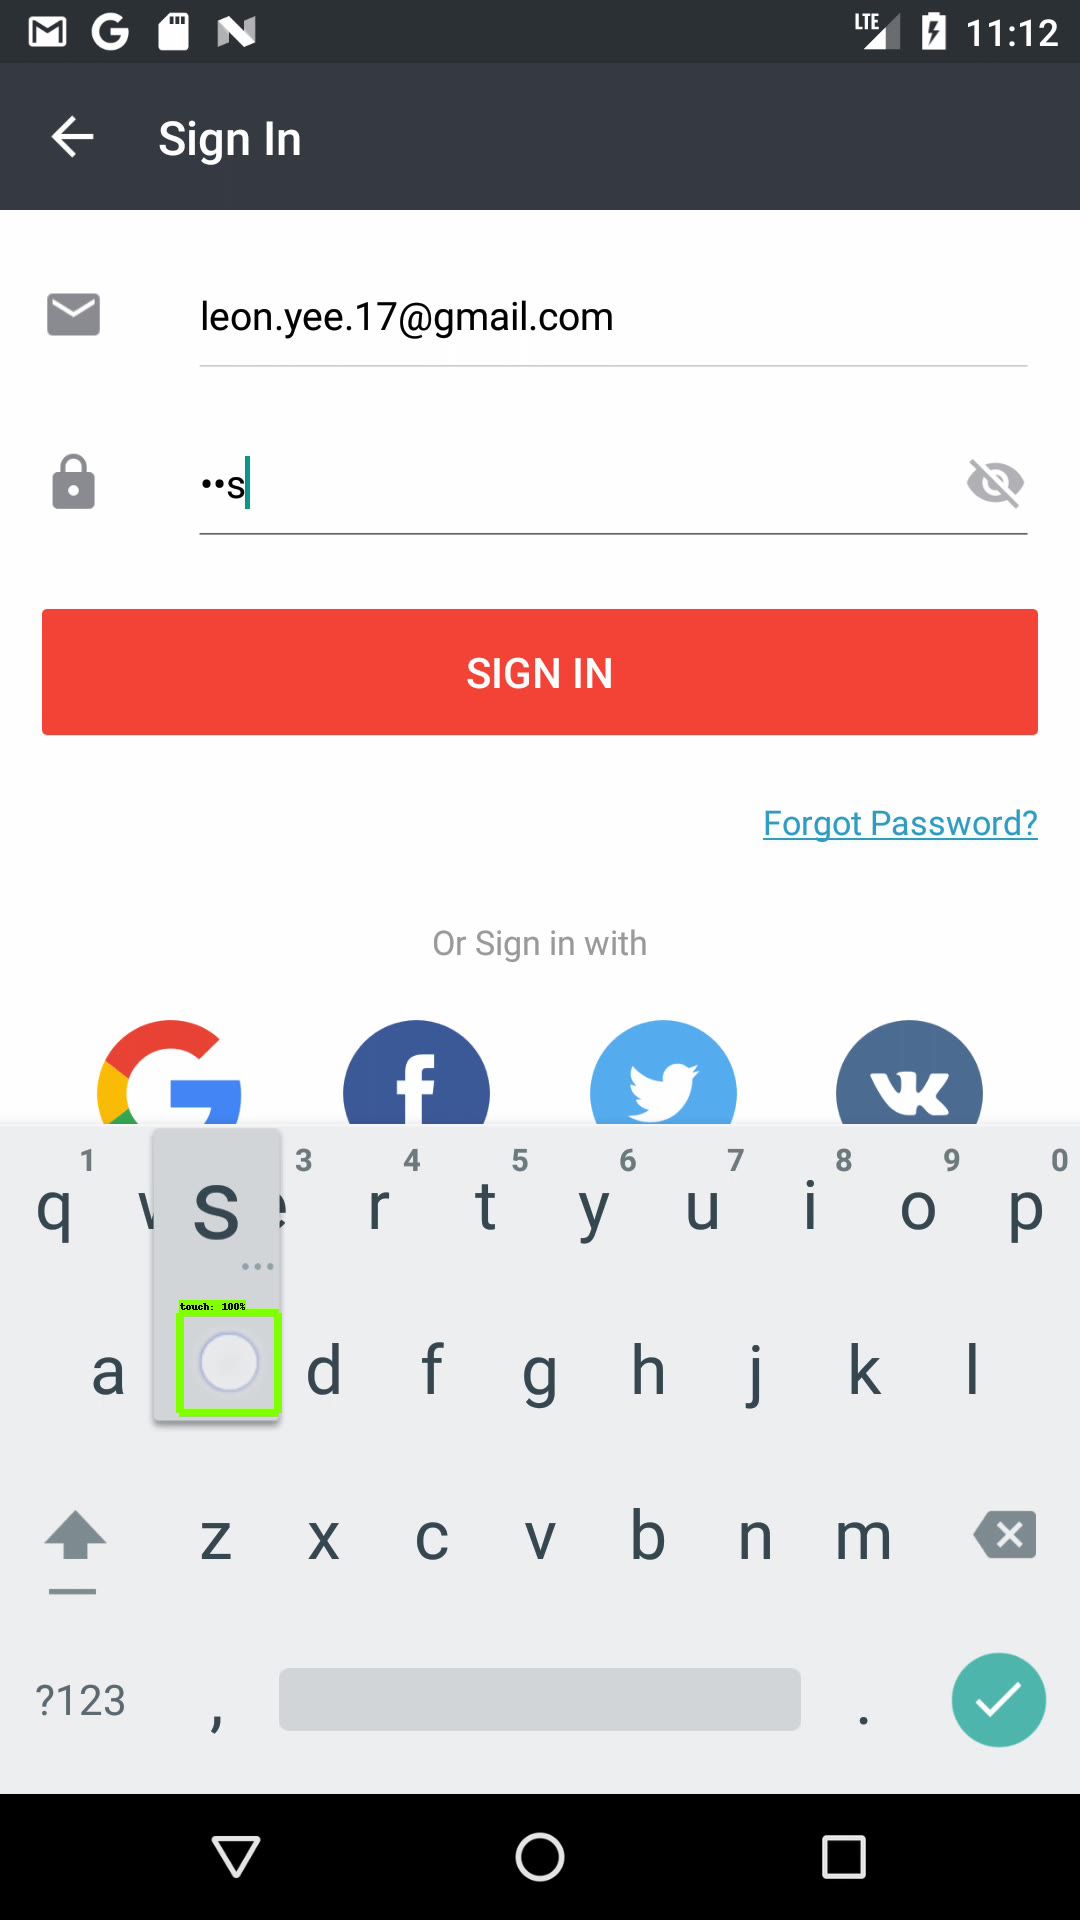 LTE 11:12
Sign In
leon.yee.17@gmail.com
••s
SIGN IN
Forgot Password?
Or Sign in with
1 3 4 5 6 7 8 9 0
q w e r t y u i o p
s
...
touch: 100%
a d f g h j k l
z x c v b n m
?123 , .